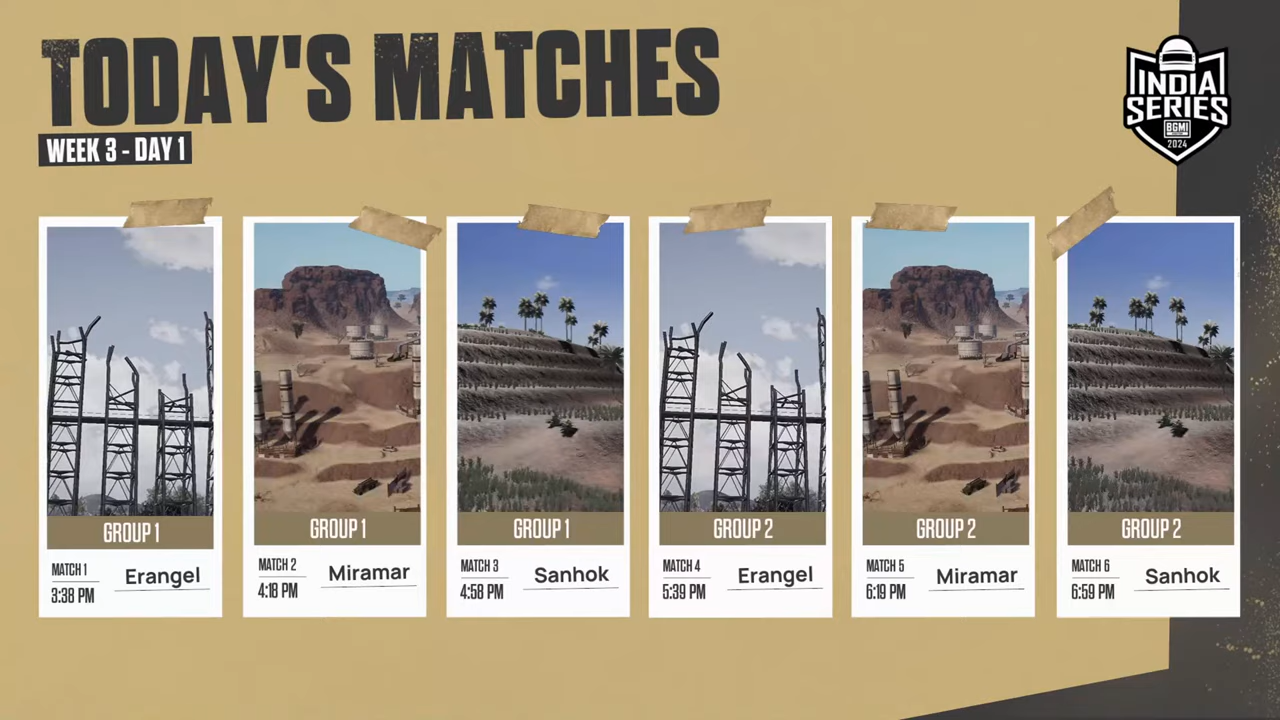 TODAY'S MATCHES
WEEK 3 - DAY 1
INDIA
SERIES
BGMI
2024
GROUP 1
MATCH 1
3:38 PM
Erangel
GROUP 1
MATCH 2
4:18 PM
Miramar
GROUP 1
MATCH 3
4:58 PM
Sanhok
GROUP 2
MATCH 4
5:39 PM
Erangel
GROUP 2
MATCH 5
6:19 PM
Miramar
GROUP 2
MATCH 6
6:59 PM
Sanhok